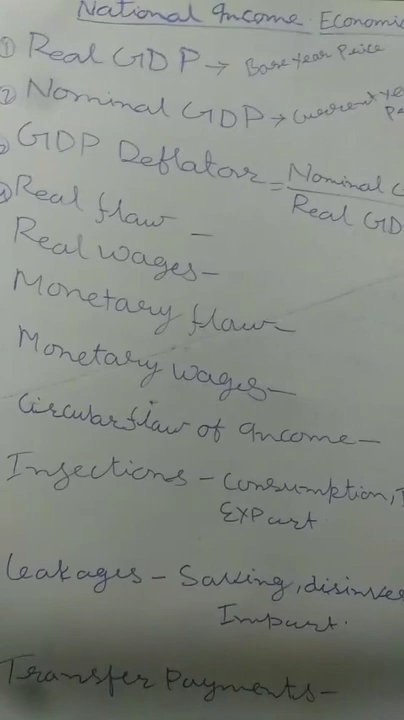 National Income Economic
① Real GDP → Base year Price
② Nominal GDP → Current ye
GDP Deflator = Nominal G
Real GD
Real flaw -
Real wages -
Monetary flaw -
Monetary wages -
Circular flaw of Income -
Injections - Consumption, I
Export
Leakages - Saving, disinves
Import.
Transfer Payments -